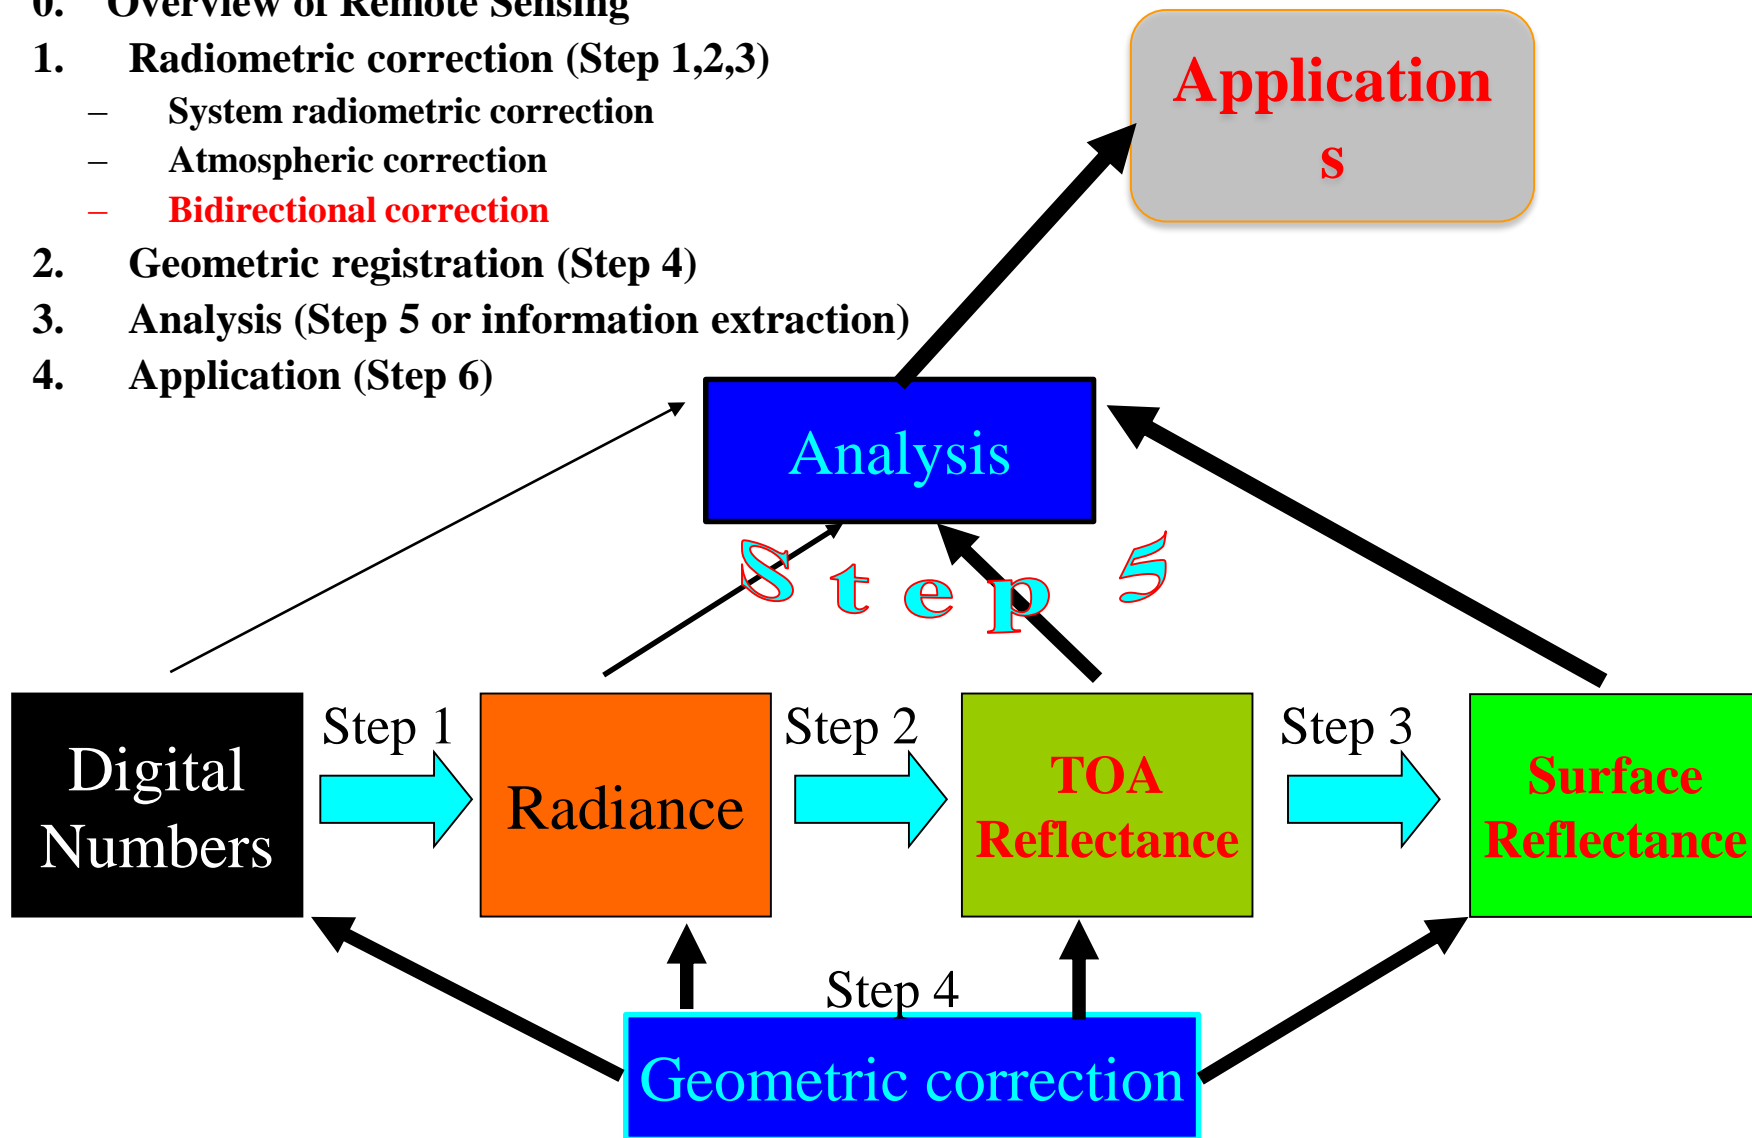 0. Overview of Remote Sensing
1. Radiometric correction (Step 1,2,3)
– System radiometric correction
– Atmospheric correction
– Bidirectional correction
2. Geometric registration (Step 4)
3. Analysis (Step 5 or information extraction)
4. Application (Step 6)
Application
s
Analysis
Step 5
Digital
Numbers
Step 1
Radiance
Step 2
TOA
Reflectance
Step 3
Surface
Reflectance
Step 4
Geometric correction